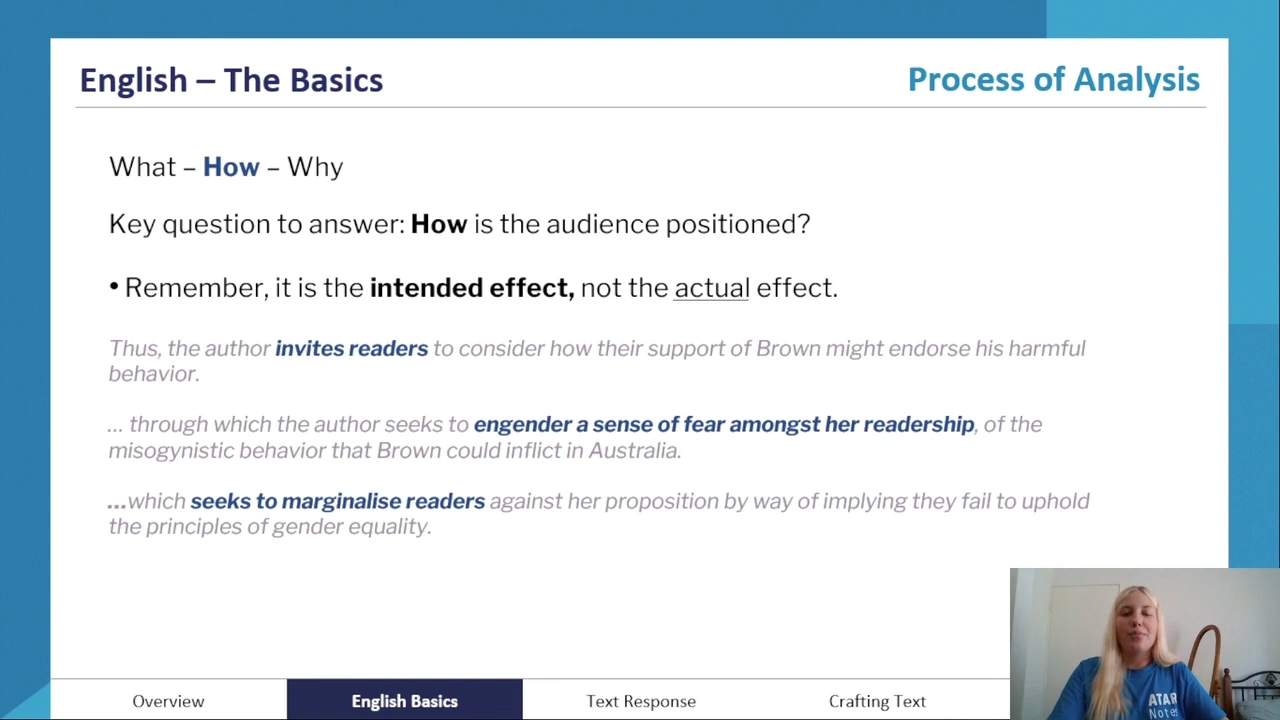 English – The Basics
Process of Analysis
What – How – Why
Key question to answer: How is the audience positioned?
• Remember, it is the intended effect, not the actual effect.
Thus, the author invites readers to consider how their support of Brown might endorse his harmful
behavior.
... through which the author seeks to engender a sense of fear amongst her readership, of the
misogynistic behavior that Brown could inflict in Australia.
...which seeks to marginalise readers against her proposition by way of implying they fail to uphold
the principles of gender equality.
Overview
English Basics
Text Response
Crafting Text
ATAR
Notes